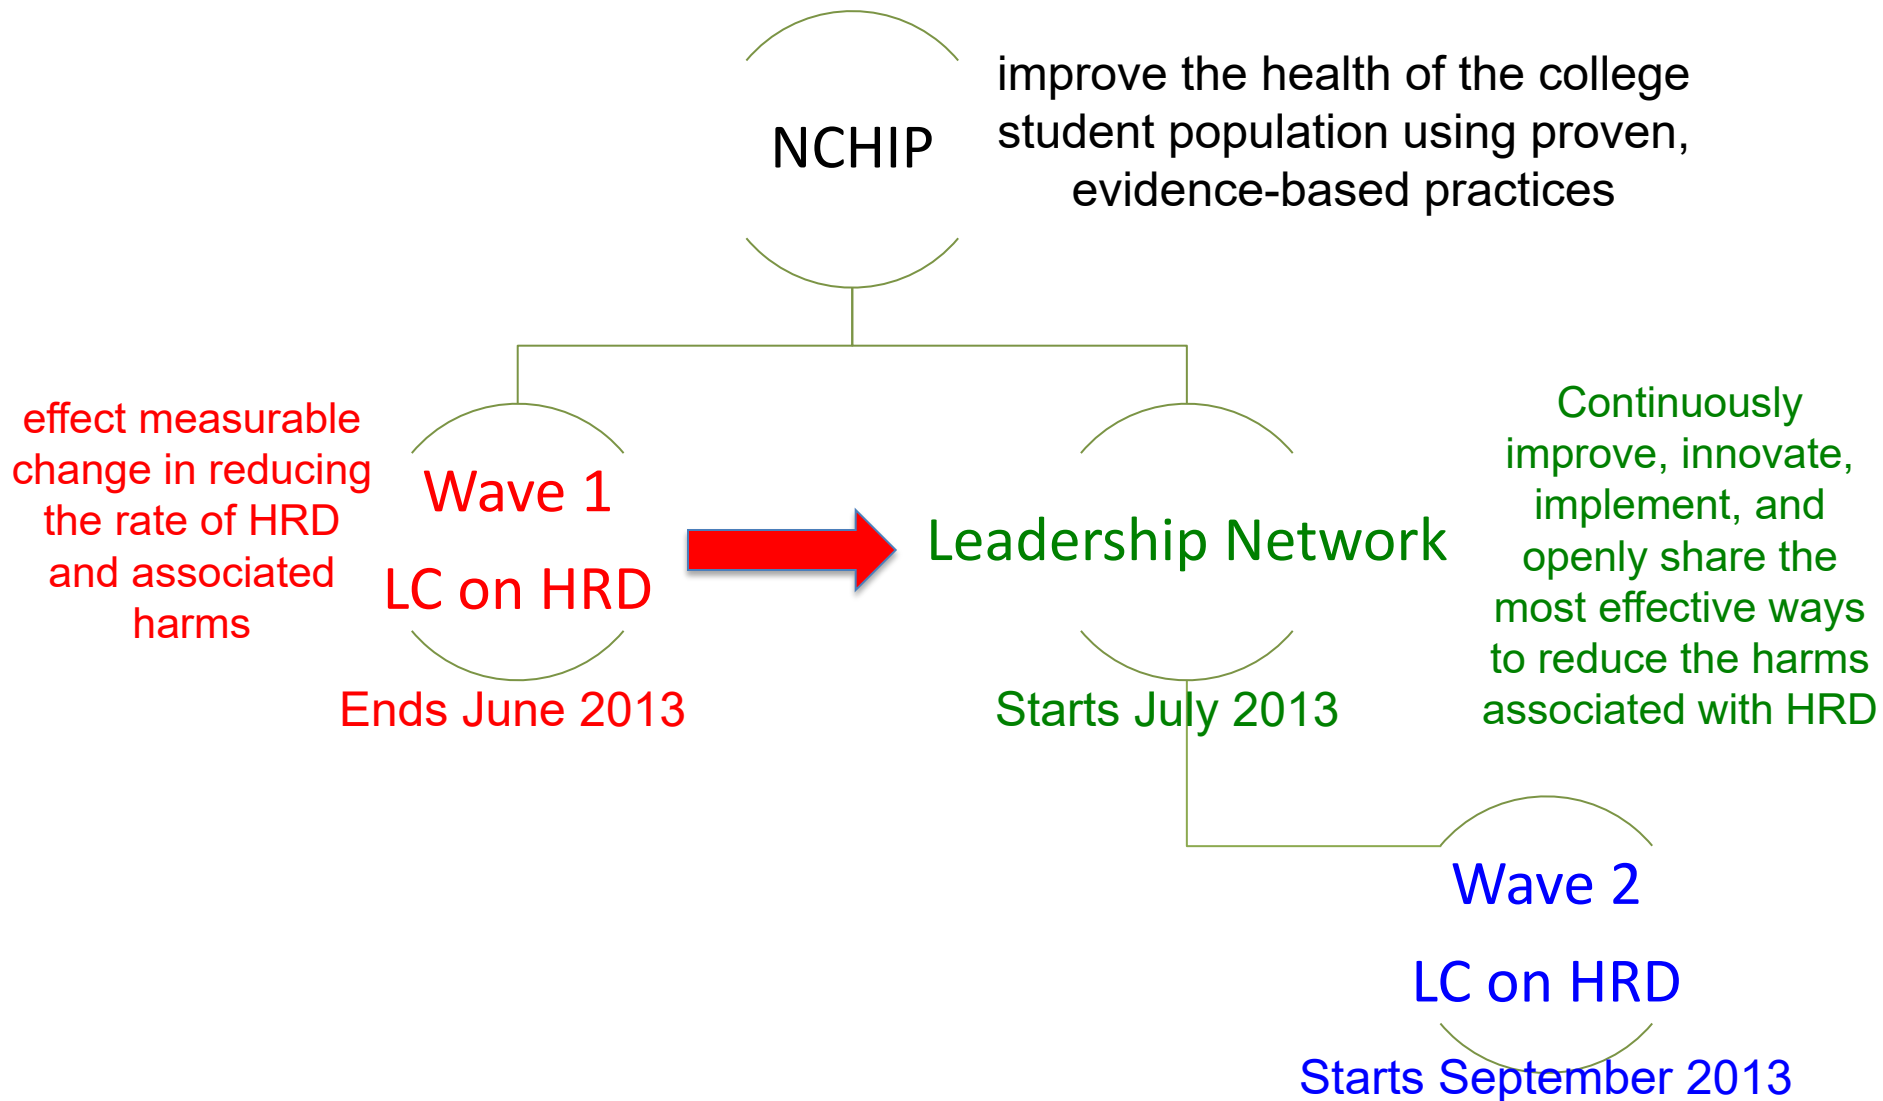 NCHIP
improve the health of the college
student population using proven,
evidence-based practices
effect measurable
change in reducing
the rate of HRD
and associated
harms
Wave 1
LC on HRD
Ends June 2013
Leadership Network
Starts July 2013
Continuously
improve, innovate,
implement, and
openly share the
most effective ways
to reduce the harms
associated with HRD
Wave 2
LC on HRD
Starts September 2013